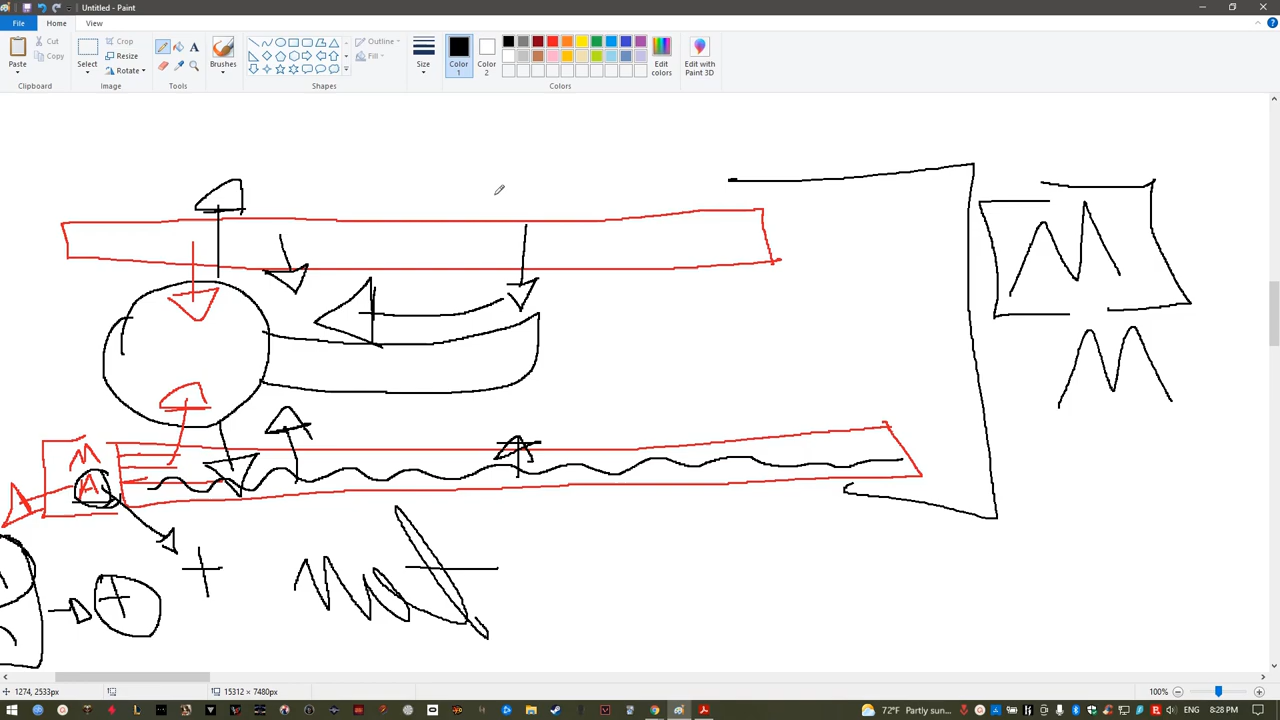 Untitled - Paint
File Home View
Paste Cut Copy Select Crop Resize Rotate Brushes Outline Fill Size Color 1 Color 2 Edit colors Edit with Paint 3D
Clipboard Image Tools Shapes Colors
M
M
M
A
+
+
Met
1274, 2533px 15312 × 7480px 100%
72°F Partly sun... ENG 8:28 PM